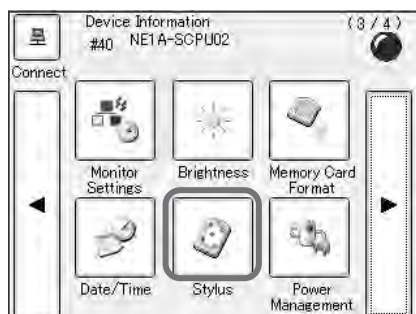 Device Information
(3/4)
#40 NE1A-SCPU02
Connect
Monitor
Settings
Brightness
Memory Card
Format
Date/Time
Stylus
Power
Management